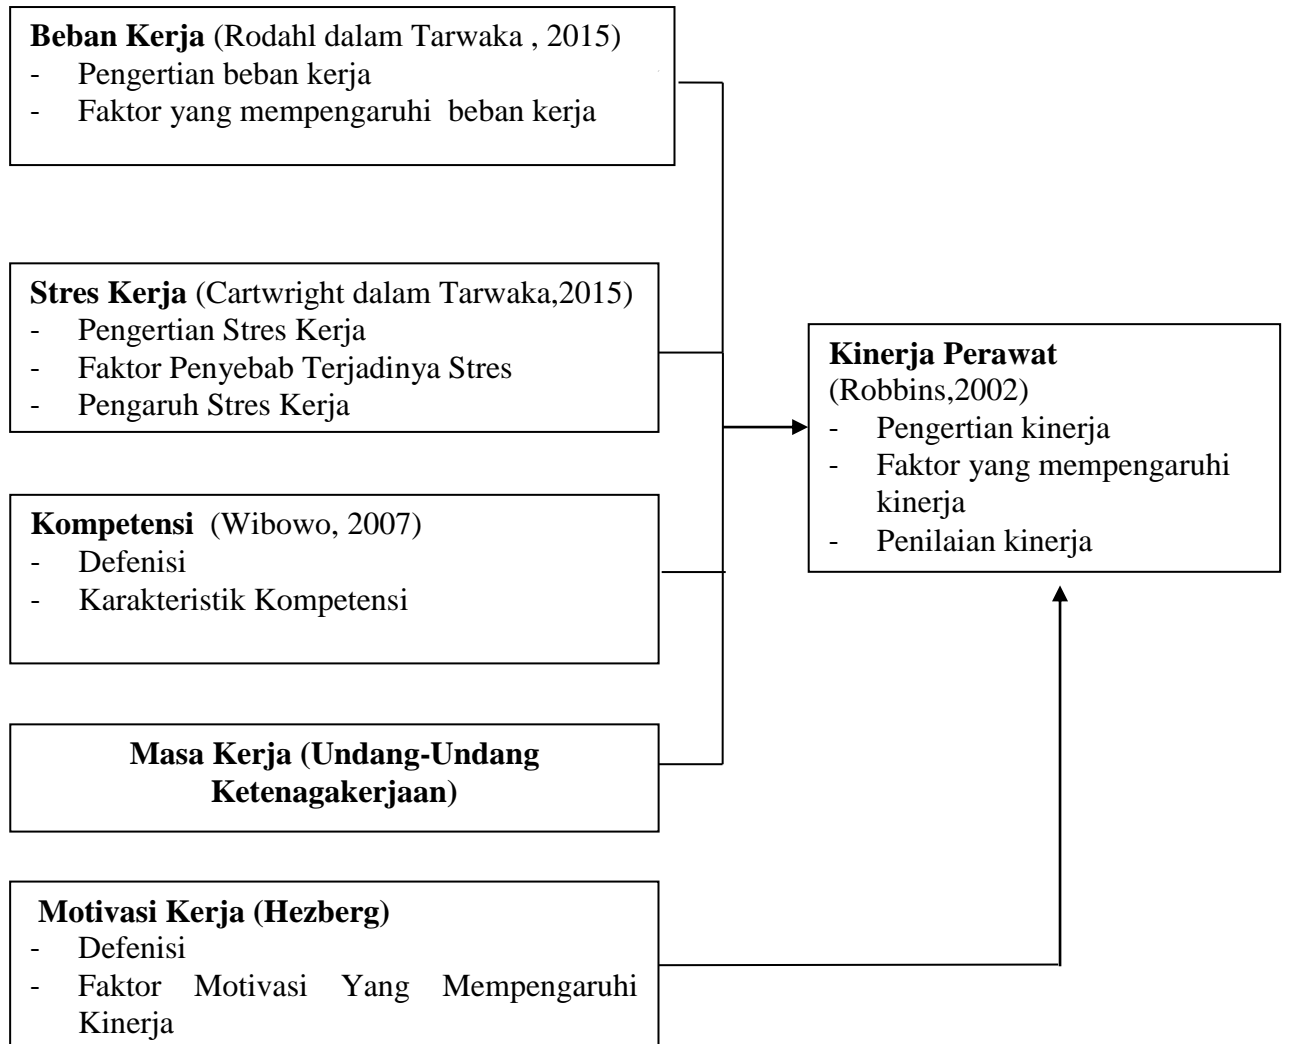 Beban Kerja (Rodahl dalam Tarwaka , 2015)
- Pengertian beban kerja
- Faktor yang mempengaruhi beban kerja
Stres Kerja (Cartwright dalam Tarwaka,2015)
- Pengertian Stres Kerja
- Faktor Penyebab Terjadinya Stres
- Pengaruh Stres Kerja
Kompetensi (Wibowo, 2007)
- Defenisi
- Karakteristik Kompetensi
Masa Kerja (Undang-Undang
Ketenagakerjaan)
Motivasi Kerja (Hezberg)
- Defenisi
- Faktor Motivasi Yang Mempengaruhi
Kinerja
Kinerja Perawat
(Robbins,2002)
- Pengertian kinerja
- Faktor yang mempengaruhi
kinerja
- Penilaian kinerja